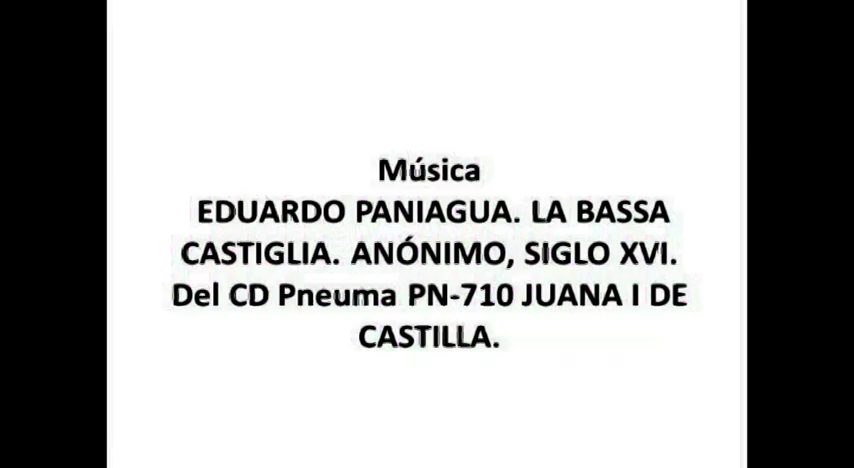 Música
EDUARDO PANIAGUA. LA BASSA
CASTIGLIA. ANÓNIMO, SIGLO XVI.
Del CD Pneuma PN-710 JUANA I DE
CASTILLA.